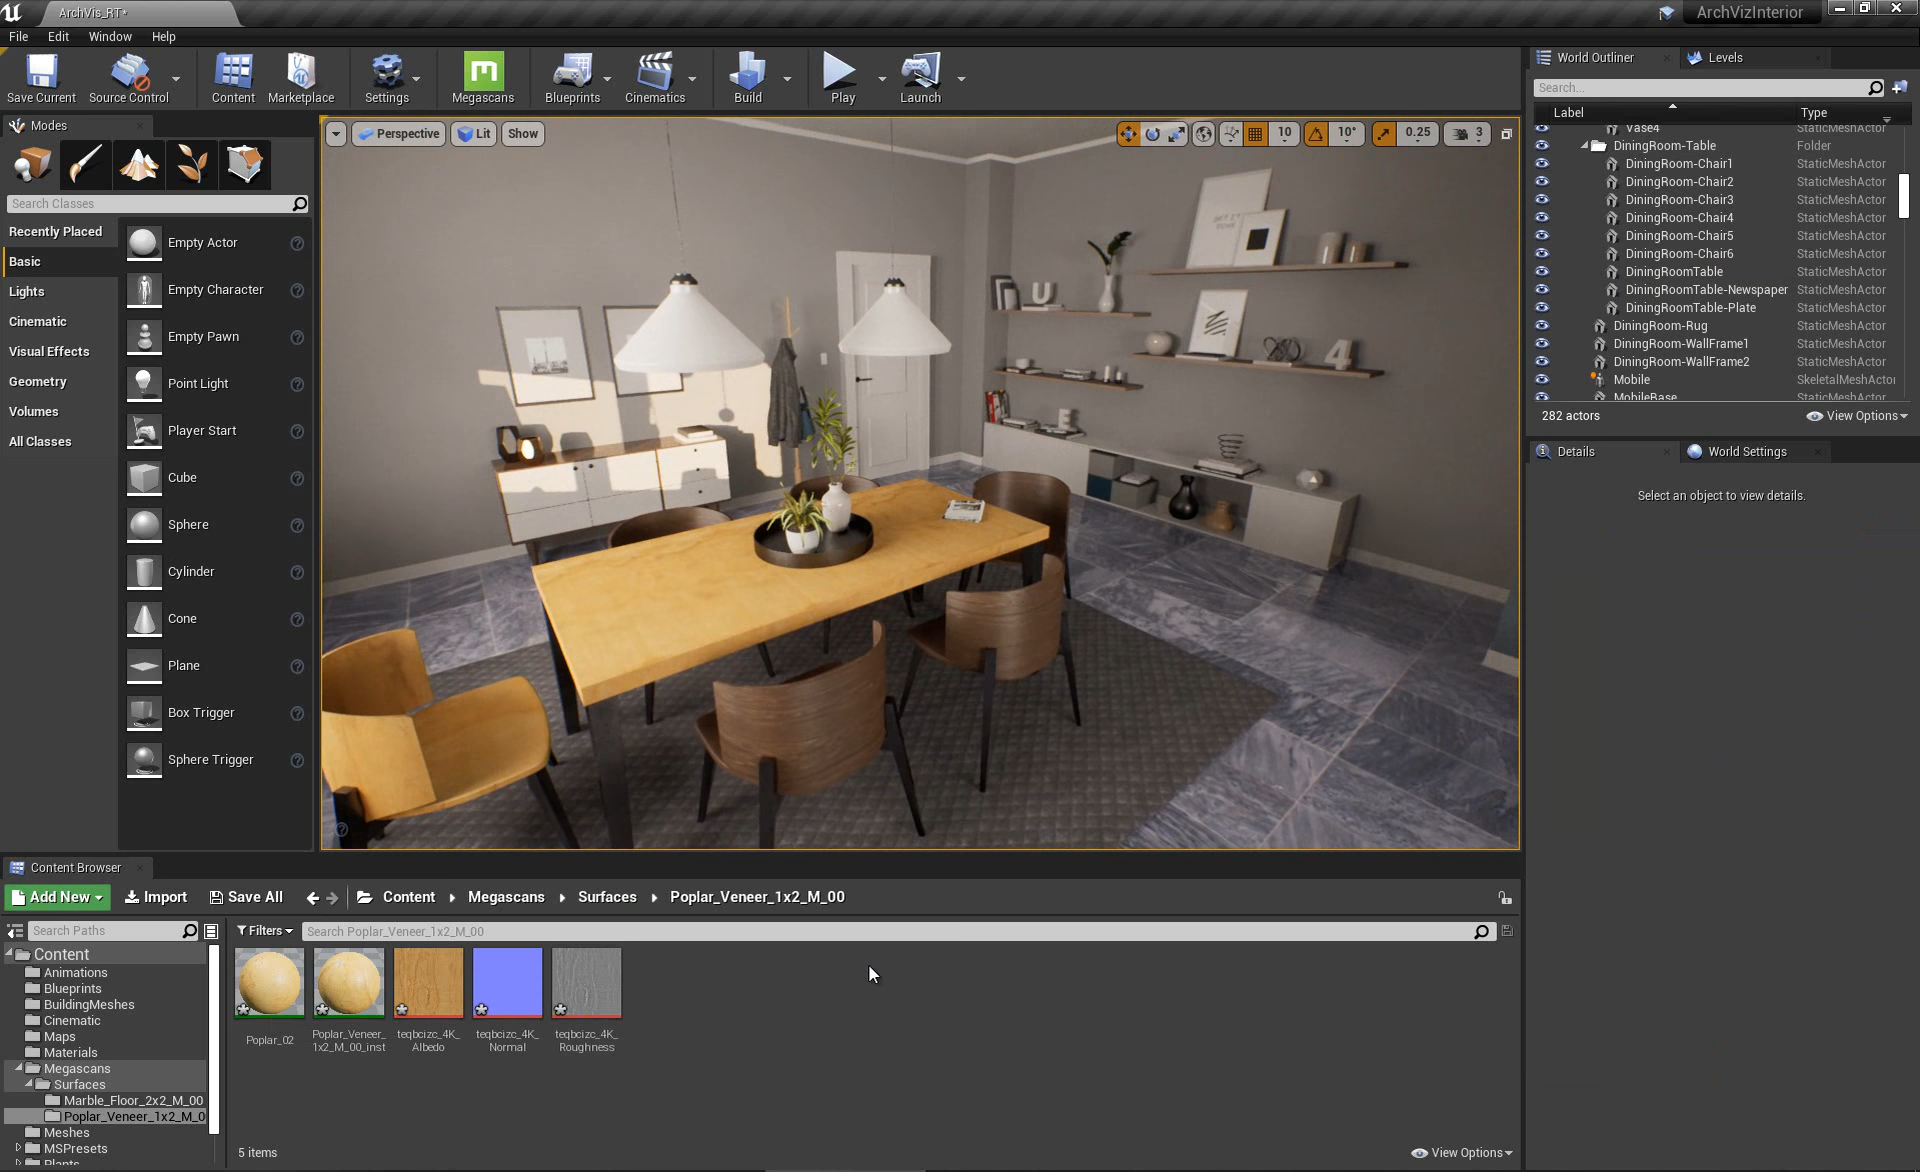 ArchVis_RT*
ArchVizInterior
File Edit Window Help
Save Current
Source Control
Content
Marketplace
Settings
Megascans
Blueprints
Cinematics
Build
Play
Launch
Modes
Search Classes
Recently Placed
Basic
Lights
Cinematic
Visual Effects
Geometry
Volumes
All Classes
Empty Actor
Empty Character
Empty Pawn
Point Light
Player Start
Cube
Sphere
Cylinder
Cone
Plane
Box Trigger
Sphere Trigger
Perspective Lit Show
10 10° 0.25 3
4
World Outliner Levels
Search...
Label Type
Vase4 StaticMeshActor
DiningRoom-Table Folder
DiningRoom-Chair1 StaticMeshActor
DiningRoom-Chair2 StaticMeshActor
DiningRoom-Chair3 StaticMeshActor
DiningRoom-Chair4 StaticMeshActor
DiningRoom-Chair5 StaticMeshActor
DiningRoom-Chair6 StaticMeshActor
DiningRoomTable StaticMeshActor
DiningRoomTable-Newspaper StaticMeshActor
DiningRoomTable-Plate StaticMeshActor
DiningRoom-Rug StaticMeshActor
DiningRoom-WallFrame1 StaticMeshActor
DiningRoom-WallFrame2 StaticMeshActor
Mobile SkeletalMeshActor
MobileBase StaticMeshActor
282 actors View Options
Details World Settings
Select an object to view details.
Content Browser
Add New Import Save All Content Megascans Surfaces Poplar_Veneer_1x2_M_00
Search Paths
Filters Search Poplar_Veneer_1x2_M_00
Content
Animations
Blueprints
BuildingMeshes
Cinematic
Maps
Materials
Megascans
Surfaces
Marble_Floor_2x2_M_00
Poplar_Veneer_1x2_M_0
Meshes
MSPresets
Plants
Poplar_02
Poplar_Veneer_
1x2_M_00_inst
teqbcizc_4K_
Albedo
teqbcizc_4K_
Normal
teqbcizc_4K_
Roughness
5 items View Options